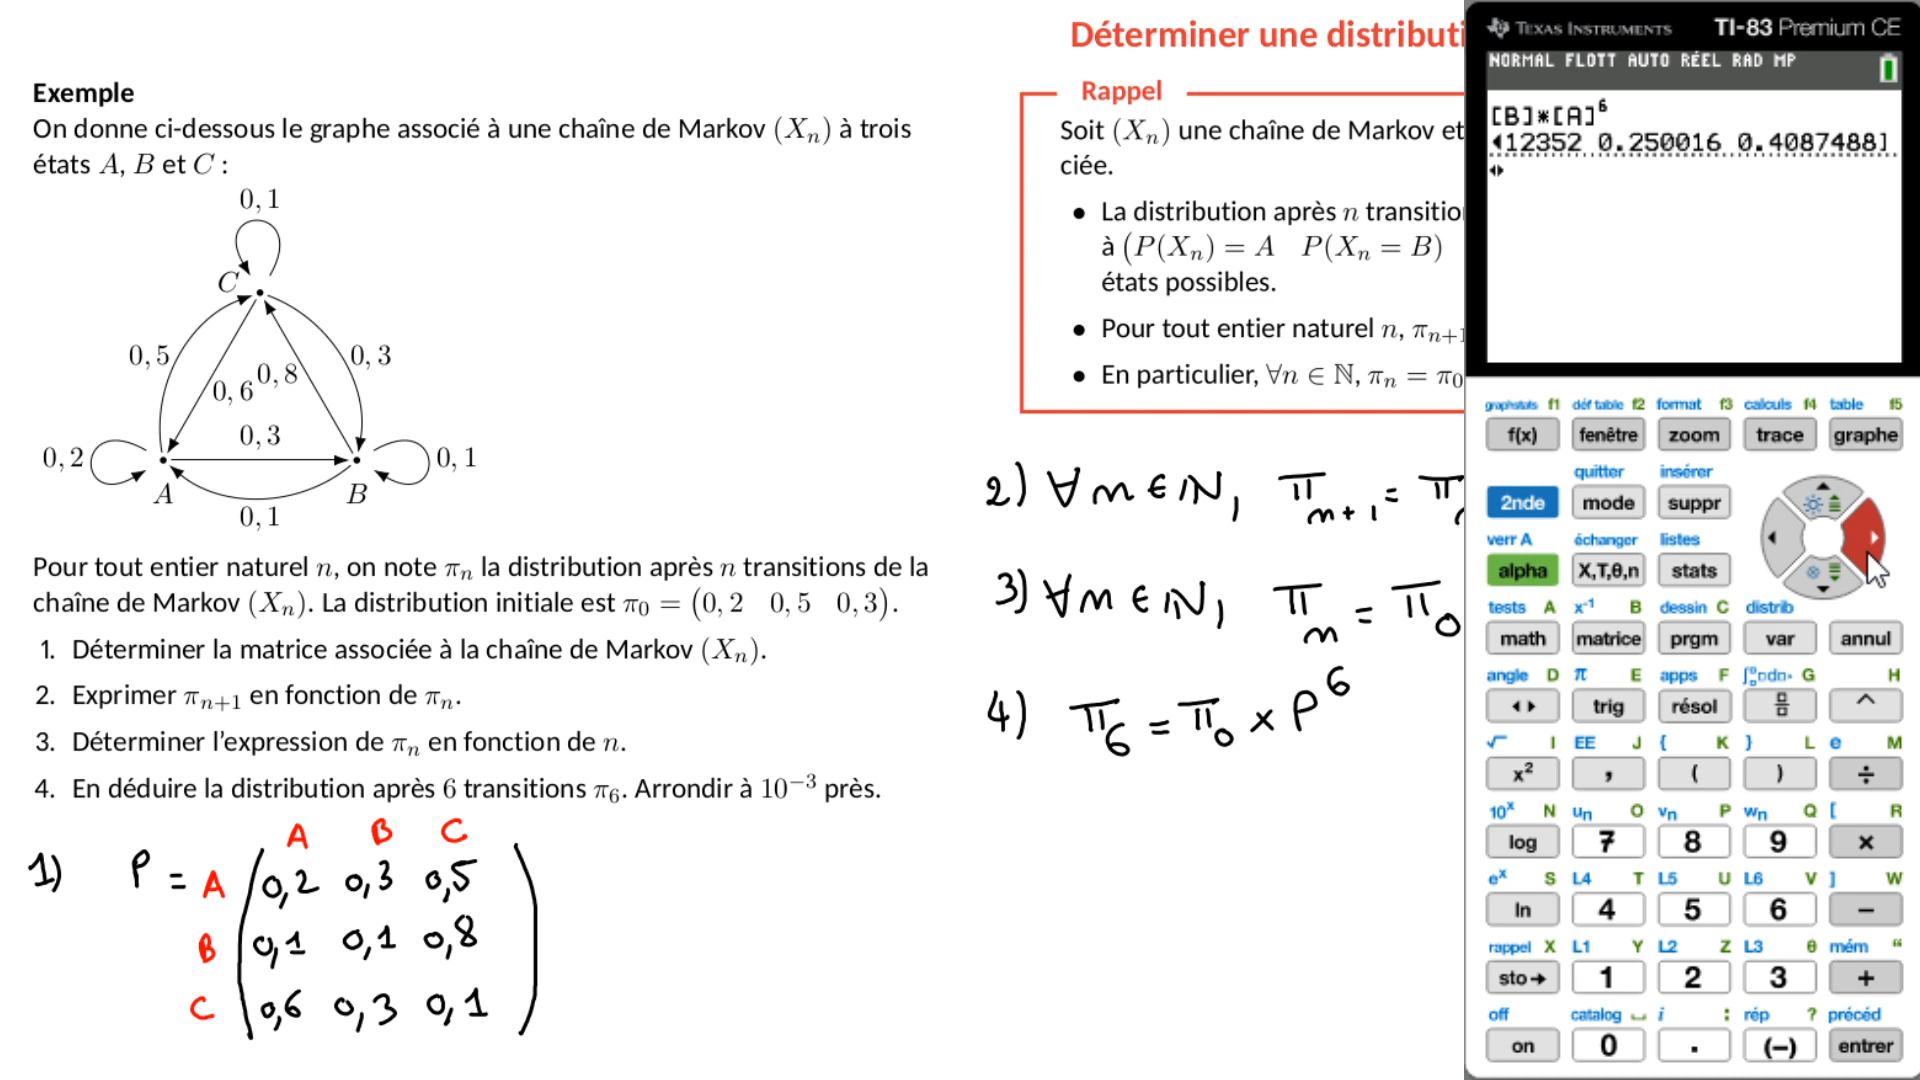 Déterminer une distributi
Exemple
On donne ci-dessous le graphe associé à une chaîne de Markov (Xn) à trois
états A, B et C :
0,1
C
0,5
0,3
0,6
0,8
0,3
0,2
0,1
A
B
0,1
Pour tout entier naturel n, on note πn la distribution après n transitions de la
chaîne de Markov (Xn). La distribution initiale est π0 = (0,2 0,5 0,3).
1. Déterminer la matrice associée à la chaîne de Markov (Xn).
2. Exprimer πn+1 en fonction de πn.
3. Déterminer l'expression de πn en fonction de n.
4. En déduire la distribution après 6 transitions π6. Arrondir à 10⁻³ près.
A B C
1) P = A (0,2 0,3 0,5
B 0,1 0,1 0,8
C 0,6 0,3 0,1)
Rappel
Soit (Xn) une chaîne de Markov et
ciée.
• La distribution après n transitio
à (P(Xn) = A P(Xn = B)
états possibles.
• Pour tout entier naturel n, πn+1
• En particulier, ∀n ∈ ℕ, πn = π0
2) ∀n ∈ ℕ, πn+1 = π
3) ∀n ∈ ℕ, πn = π0
4) π6 = π0 × P⁶
TEXAS INSTRUMENTS TI-83 Premium CE
NORMAL FLOTT AUTO RÉEL RAD MP
[B]*[A]⁶
12352 0.250016 0.4087488]
graphstats f1 déf table f2 format f3 calculs f4 table f5
f(x) fenêtre zoom trace graphe
quitter insérer
2nde mode suppr
verr A échanger listes
alpha X,T,θ,n stats
tests A x⁻¹ B dessin C distrib
math matrice prgm var annul
angle D π E apps F G H
trig résol ^
√ I EE J { K } L e M
x² , ( ) ÷
10ˣ N un O vn P wn Q [ R
log 7 8 9 ×
eˣ S L4 T L5 U L6 V ] W
ln 4 5 6 −
rappel X L1 Y L2 Z L3 θ mém “
sto→ 1 2 3 +
off catalog i : rép ? précéd
on 0 . (−) entrer